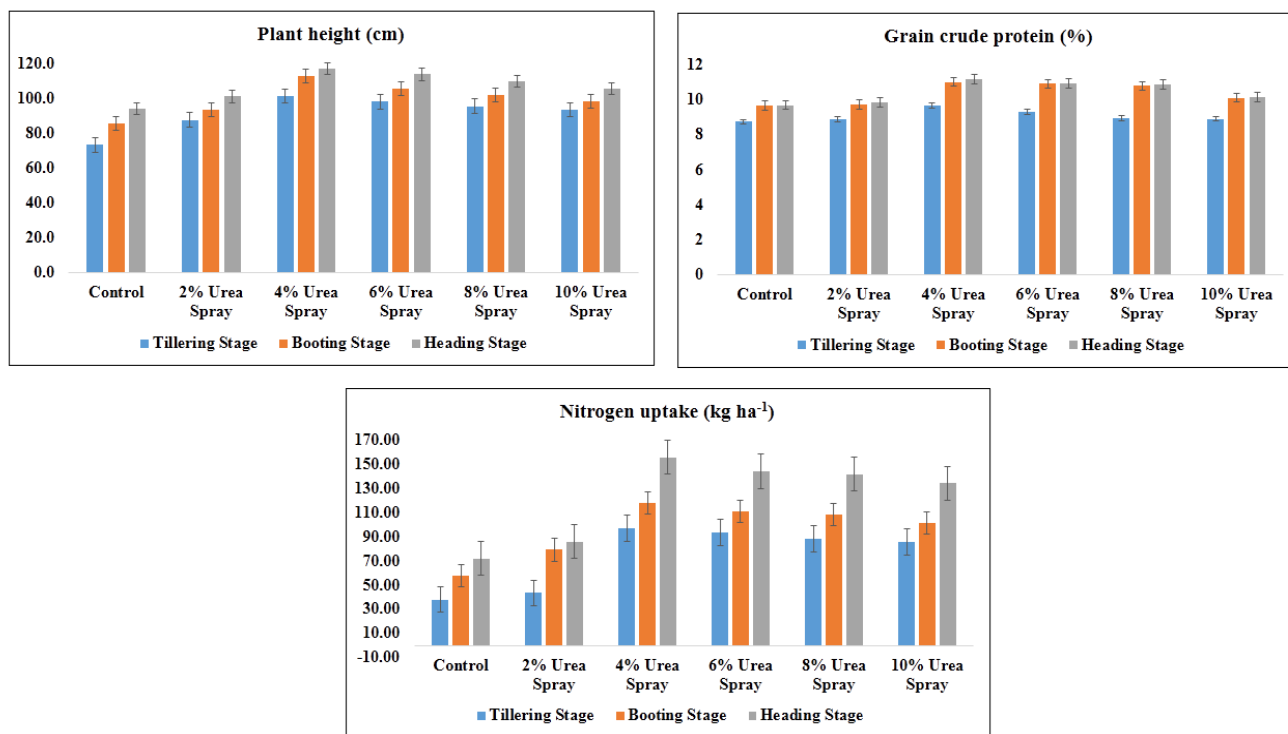 Plant height (cm)
120.0
100.0
80.0
60.0
40.0
20.0
0.0
Control
2% Urea
Spray
4% Urea
Spray
6% Urea
Spray
8% Urea
Spray
10% Urea
Spray
Tillering Stage
Booting Stage
Heading Stage
Grain crude protein (%)
12
10
8
6
4
2
0
Control
2% Urea
Spray
4% Urea
Spray
6% Urea
Spray
8% Urea
Spray
10% Urea
Spray
Tillering Stage
Booting Stage
Heading Stage
Nitrogen uptake (kg ha⁻¹)
170.00
150.00
130.00
110.00
90.00
70.00
50.00
30.00
10.00
-10.00
Control
2% Urea
Spray
4% Urea
Spray
6% Urea
Spray
8% Urea
Spray
10% Urea
Spray
Tillering Stage
Booting Stage
Heading Stage